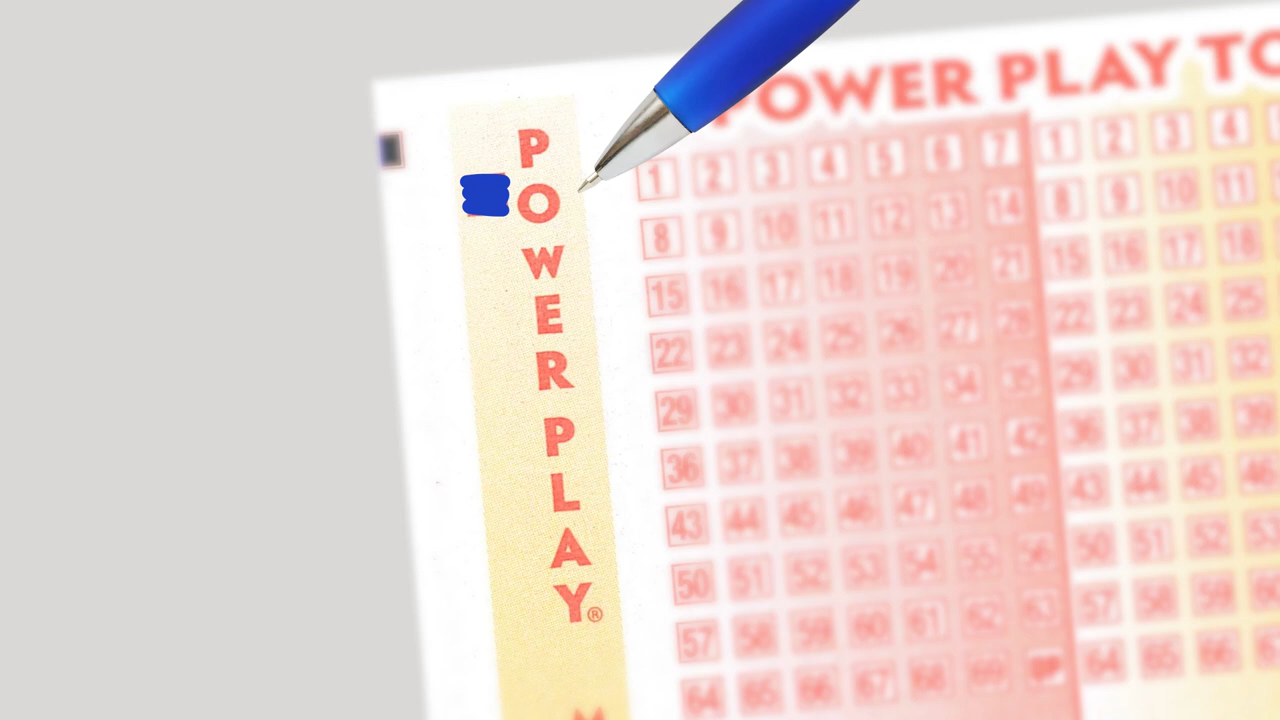 POWER PLAY TO
POWER PLAY®
1 2 3 4 5 6 7 1 2 3 4 5
8 9 10 11 12 13 14 8 9 10 11 12
15 16 17 18 19 20 21 15 16 17 18
22 23 24 25 26 27 28 22 23 24 25
29 30 31 32 33 34 35 29 30 31 32
36 37 38 39 40 41 42 36 37 38 39
43 44 45 46 47 48 49 43 44 45 46
50 51 52 53 54 55 56 50 51 52 53
57 58 59 60 61 62 63 57 58 59 60
64 65 66 67 68 69 64 65 66
M